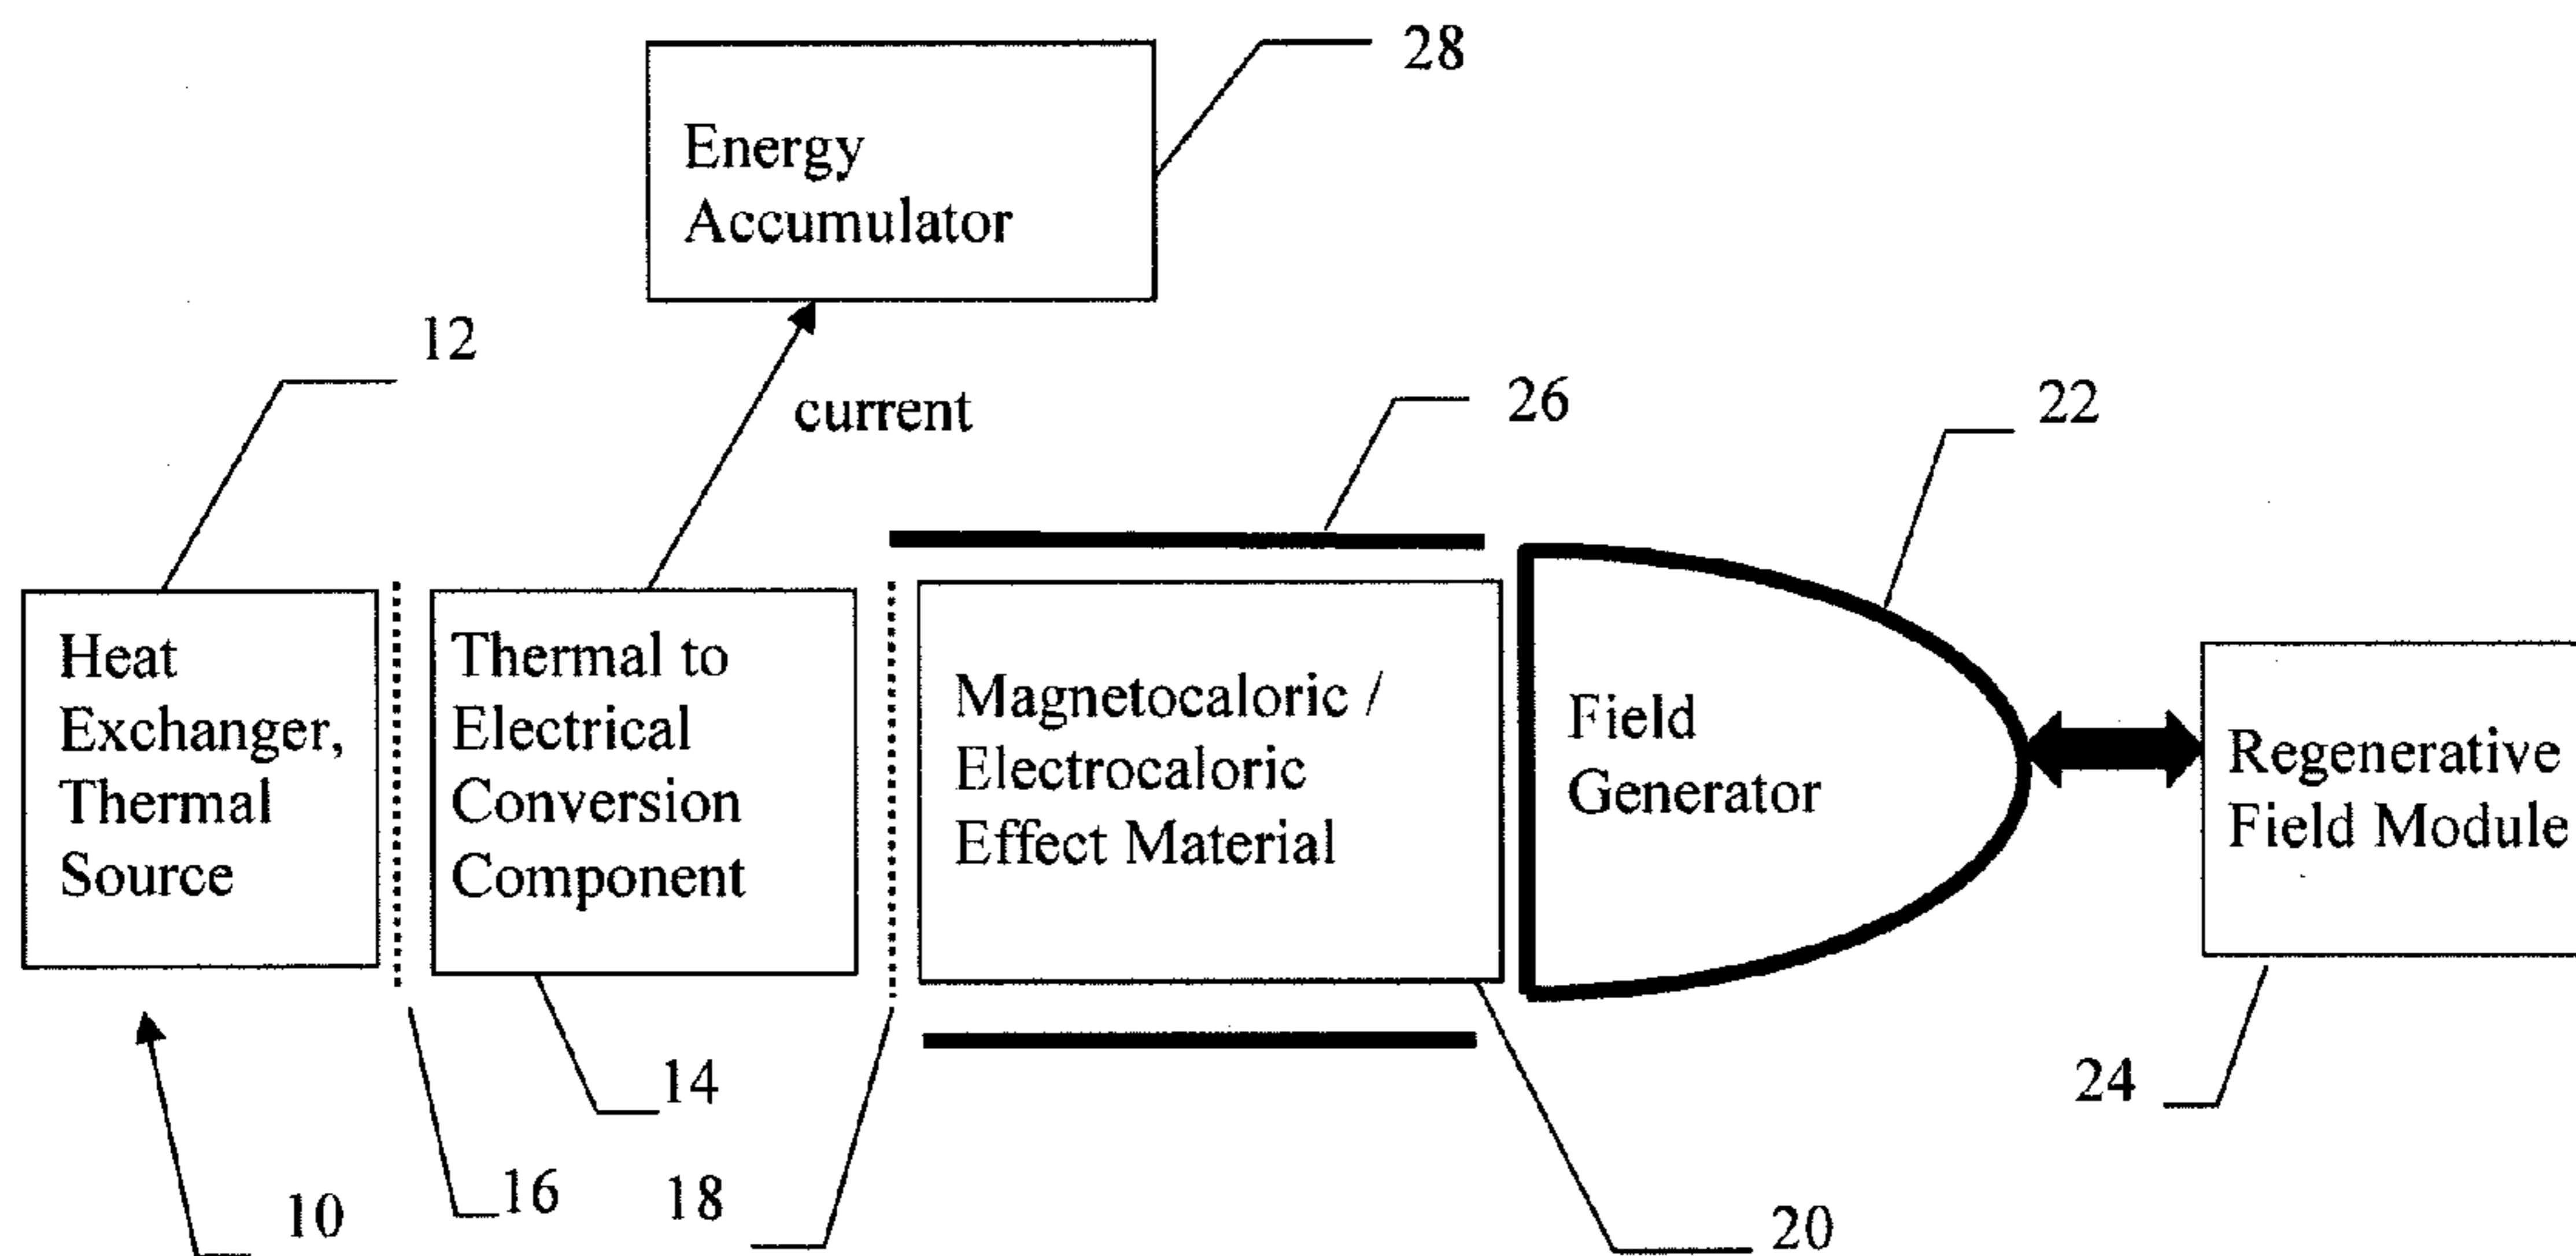 28
Energy
Accumulator
12
current
26
22
Heat
Exchanger,
Thermal
Source
Thermal to
Electrical
Conversion
Component
Magnetocaloric /
Electrocaloric
Effect Material
Field
Generator
Regenerative
Field Module
14
24
10
16
18
20